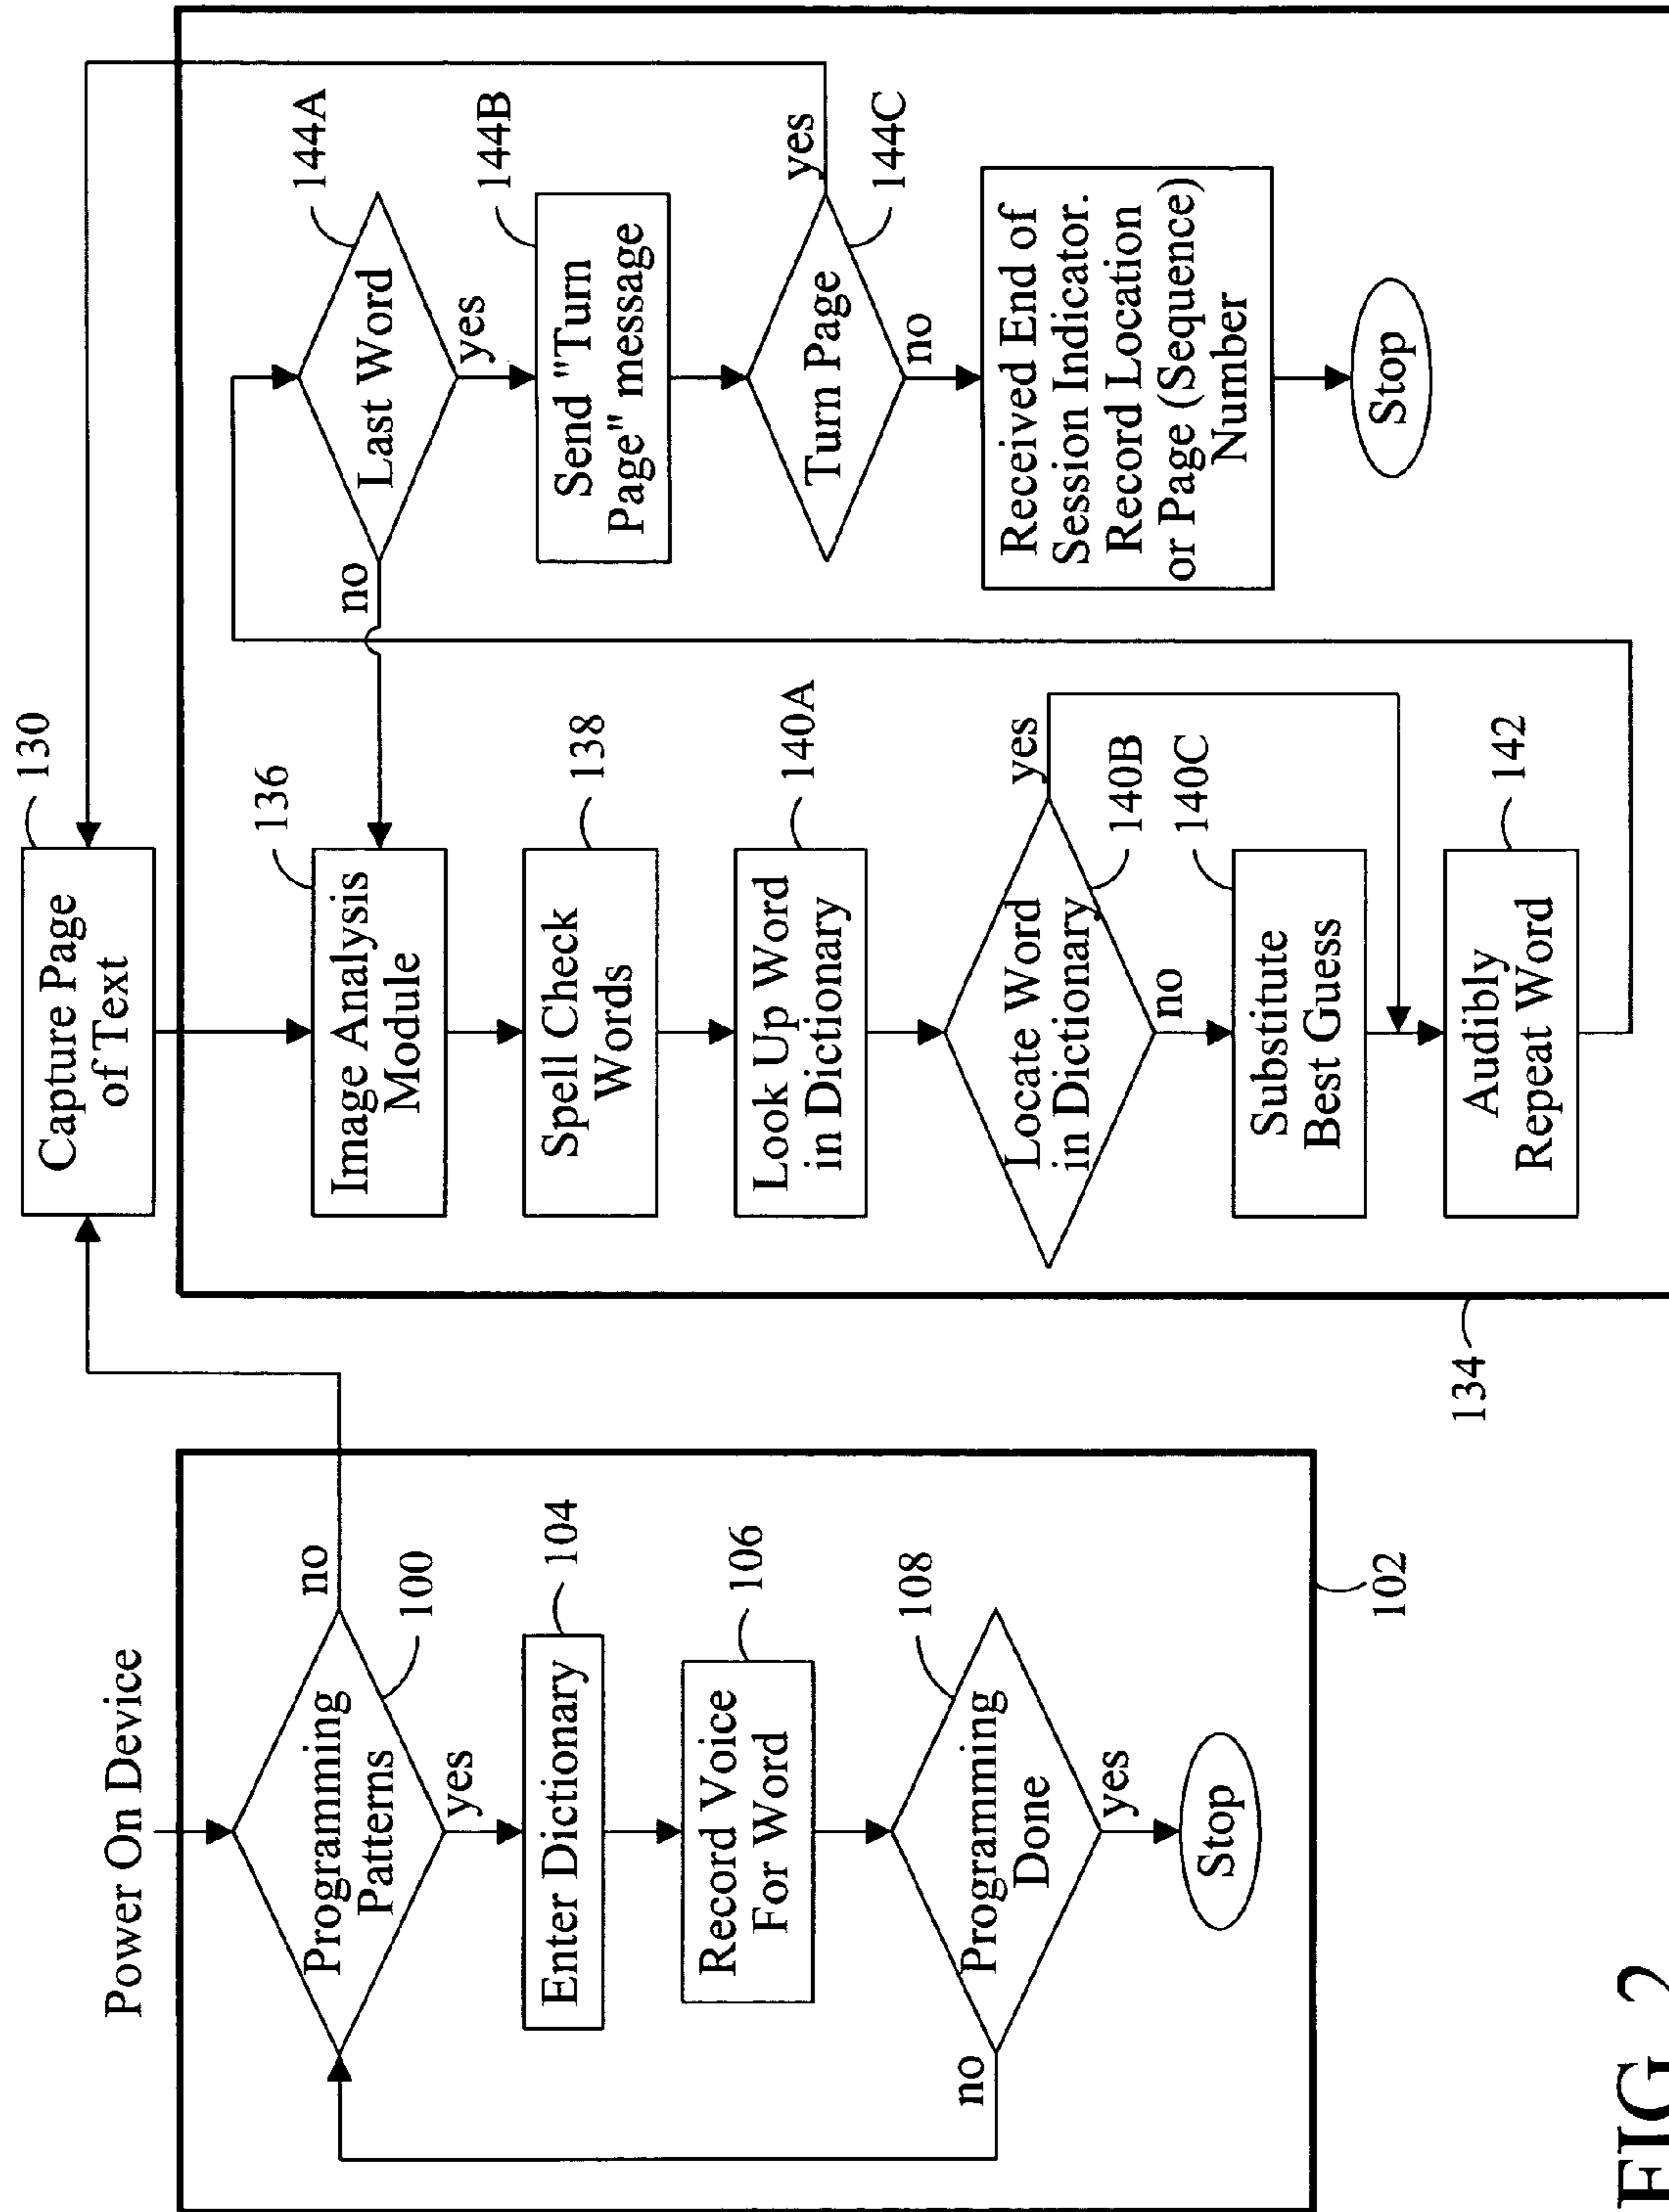 Power On Device
Programming
Patterns
100
no
yes
Enter Dictionary
104
Record Voice
For Word
106
Programming
Done
108
no
yes
Stop
102
Capture Page
of Text
130
Image Analysis
Module
136
Spell Check
Words
138
Look Up Word
in Dictionary
140A
Locate Word
in Dictionary
yes
140B
no
140C
Substitute
Best Guess
Audibly
Repeat Word
142
134
Last Word
144A
no
yes
Send "Turn
Page" message
144B
Turn Page
yes
144C
no
Received End of
Session Indicator.
Record Location
or Page (Sequence)
Number
Stop
FIG. 2